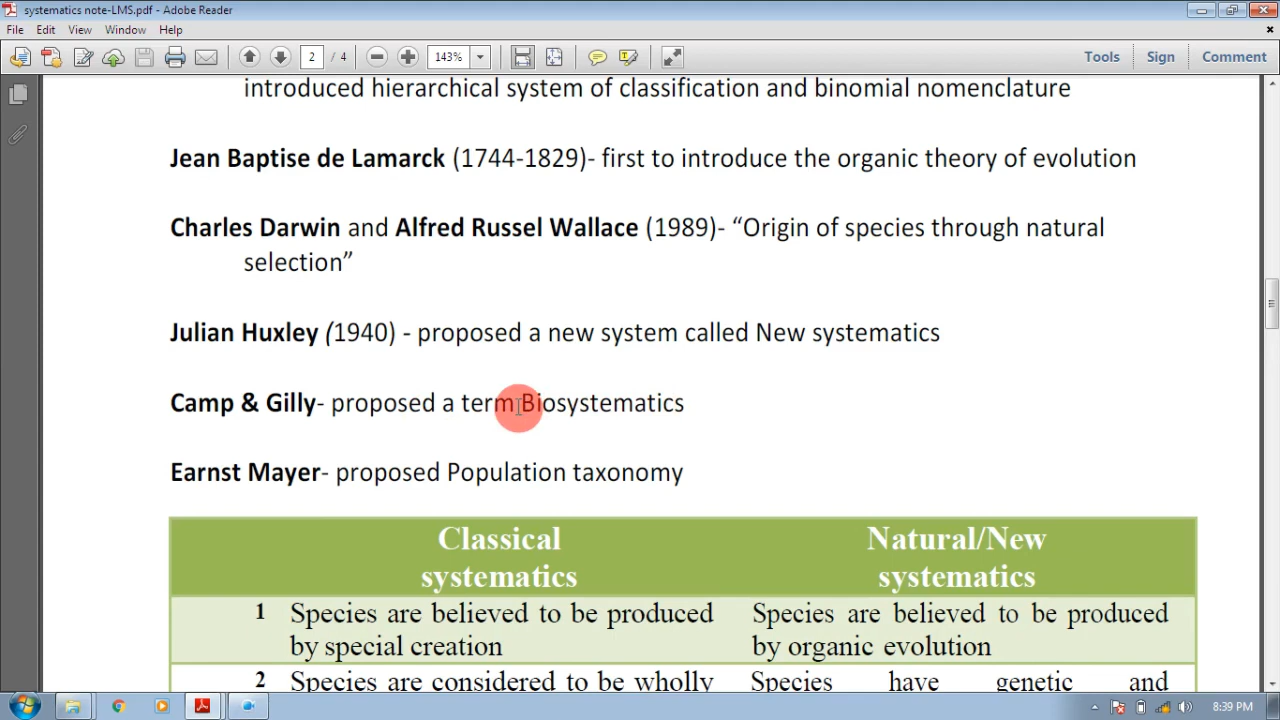 systematics note-LMS.pdf - Adobe Reader
File Edit View Window Help
2 / 4 143% Tools Sign Comment
introduced hierarchical system of classification and binomial nomenclature
Jean Baptise de Lamarck (1744-1829)- first to introduce the organic theory of evolution
Charles Darwin and Alfred Russel Wallace (1989)- “Origin of species through natural
selection”
Julian Huxley (1940) - proposed a new system called New systematics
Camp & Gilly- proposed a term Biosystematics
Earnst Mayer- proposed Population taxonomy
Classical Natural/New
systematics systematics
1 Species are believed to be produced Species are believed to be produced
by special creation by organic evolution
2 Species are considered to be wholly Species have genetic and
8:39 PM